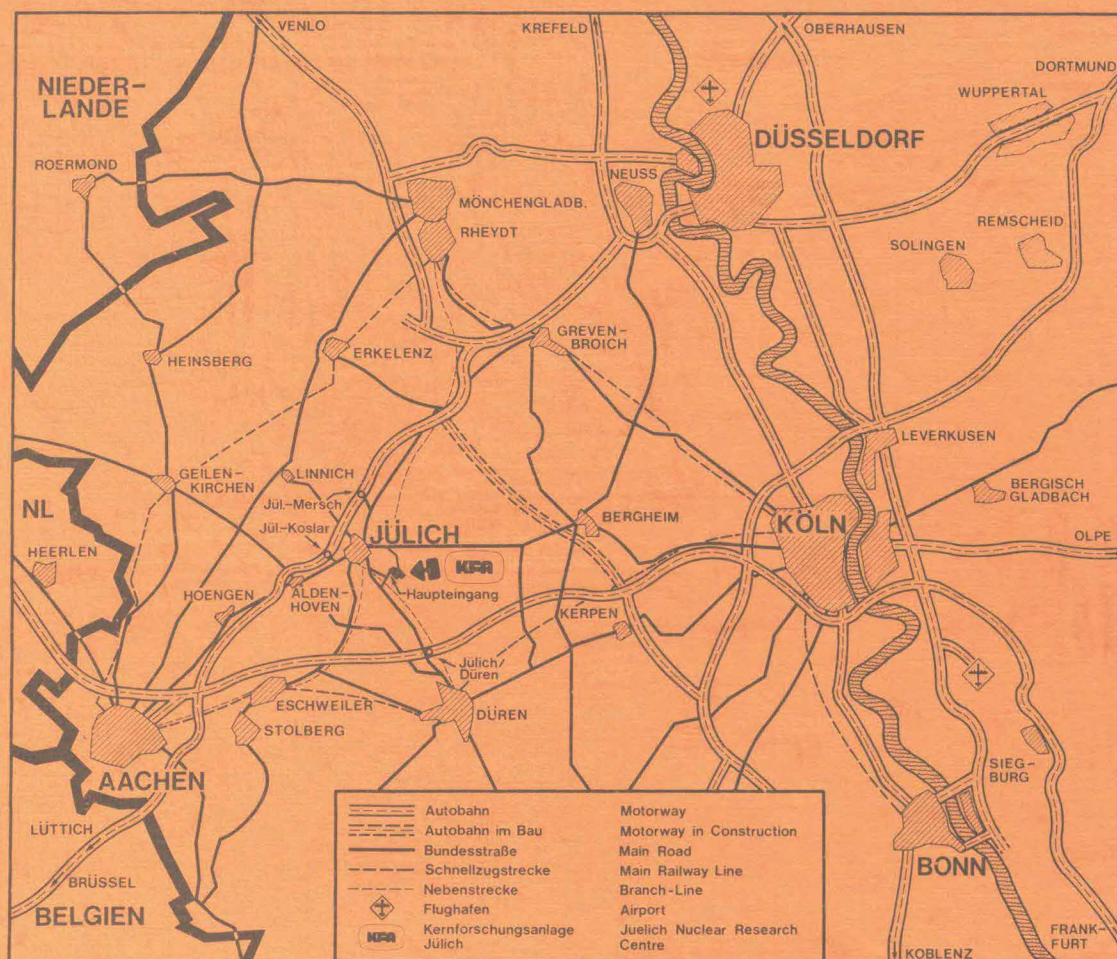 VENLO
KREFELD
OBERHAUSEN
DORTMUND
NIEDER-
LANDE
WUPPERTAL
DÜSSELDORF
ROERMOND
NEUSS
MÖNCHENGLADB.
REMSCHEID
RHEYDT
SOLINGEN
GREVEN-
BROICH
HEINSBERG
ERKELENZ
LEVERKUSEN
GEILEN-
KIRCHEN
LINNICH
BERGISCH
GLADBACH
Jül.-Mersch
NL
BERGHEIM
KÖLN
Jül.-Koslar
JÜLICH
OLPE
HEERLEN
KFA
HOENGEN
ALDEN-
HOVEN
Haupteingang
KERPEN
Jülich/
Düren
ESCHWEILER
DÜREN
STOLBERG
AACHEN
SIEG-
BURG
LÜTTICH
BONN
BRÜSSEL
BELGIEN
FRANK-
FURT
KOBLENZ
Autobahn Motorway
Autobahn im Bau Motorway in Construction
Bundesstraße Main Road
Schnellzugstrecke Main Railway Line
Nebenstrecke Branch-Line
Flughafen Airport
KFA Kernforschungsanlage Juelich Nuclear Research
Jülich Centre